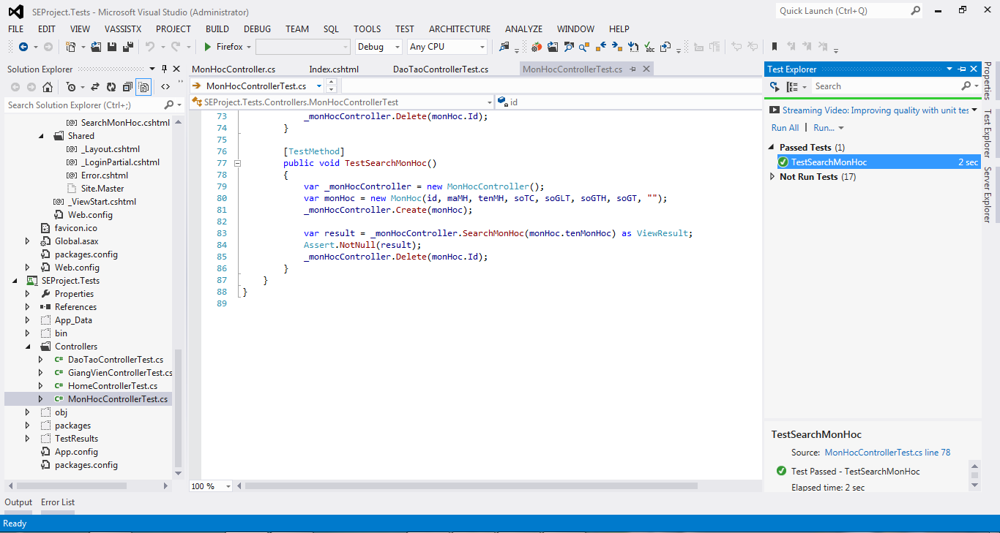 SEProject.Tests - Microsoft Visual Studio (Administrator)
Quick Launch (Ctrl+Q)
FILE EDIT VIEW VASSISTX PROJECT BUILD DEBUG TEAM SQL TOOLS TEST ARCHITECTURE ANALYZE WINDOW HELP
Firefox Debug Any CPU
Solution Explorer
Search Solution Explorer (Ctrl+;)
SearchMonHoc.cshtml
Shared
_Layout.cshtml
_LoginPartial.cshtml
Error.cshtml
Site.Master
_ViewStart.cshtml
Web.config
favicon.ico
Global.asax
packages.config
Web.config
SEProject.Tests
Properties
References
App_Data
bin
Controllers
C# DaoTaoControllerTest.cs
C# GiangVienControllerTest.cs
C# HomeControllerTest.cs
C# MonHocControllerTest.cs
obj
packages
TestResults
App.config
packages.config
MonHocController.cs Index.cshtml DaoTaoControllerTest.cs MonHocControllerTest.cs
MonHocControllerTest.cs
SEProject.Tests.Controllers.MonHocControllerTest id
73 _monHocController.Delete(monHoc.Id);
74 }
75
76 [TestMethod]
77 public void TestSearchMonHoc()
78 {
79 var _monHocController = new MonHocController();
80 var monHoc = new MonHoc(id, maMH, tenMH, soTC, soGLT, soGTH, soGT, "");
81 _monHocController.Create(monHoc);
82
83 var result = _monHocController.SearchMonHoc(monHoc.tenMonHoc) as ViewResult;
84 Assert.NotNull(result);
85 _monHocController.Delete(monHoc.Id);
86 }
87 }
88 }
89
100 %
Test Explorer
Search
Streaming Video: Improving quality with unit tes
Run All | Run...
Passed Tests (1)
TestSearchMonHoc 2 sec
Not Run Tests (17)
TestSearchMonHoc
Source: MonHocControllerTest.cs line 78
Test Passed - TestSearchMonHoc
Elapsed time: 2 sec
Properties
Test Explorer
Server Explorer
Output Error List
Ready